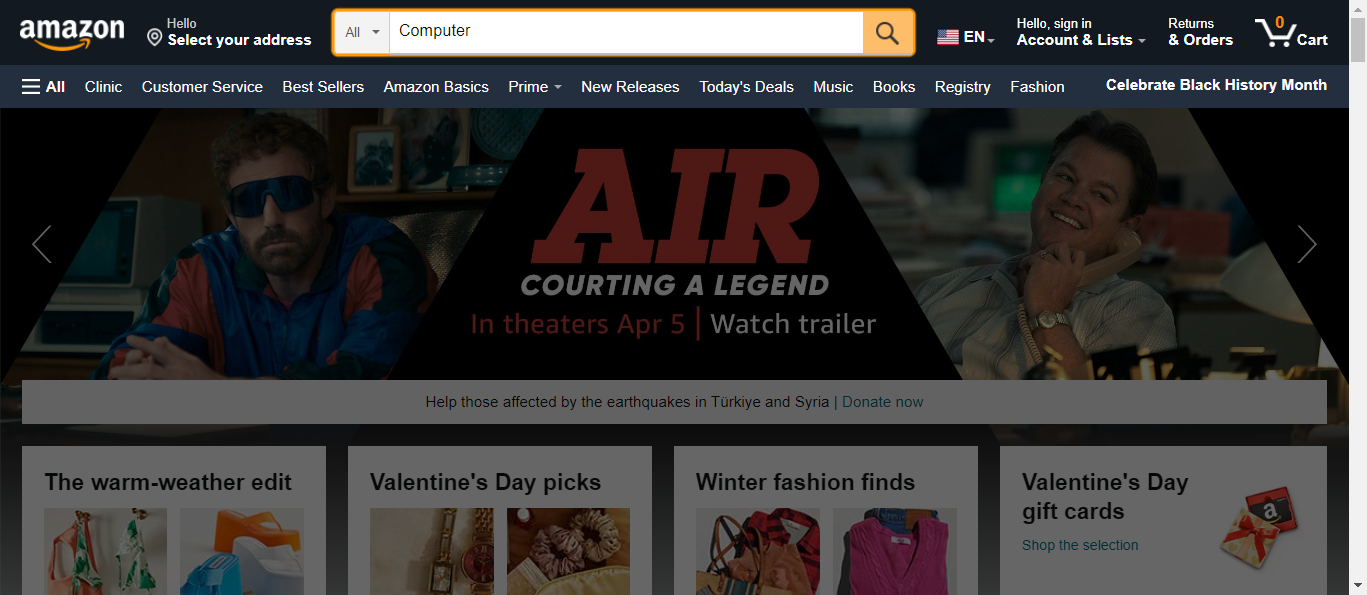 amazon
Hello
Select your address
All
Computer
EN
Hello, sign in
Account & Lists
Returns
& Orders
0
Cart
All
Clinic
Customer Service
Best Sellers
Amazon Basics
Prime
New Releases
Today's Deals
Music
Books
Registry
Fashion
Celebrate Black History Month
AIR
COURTING A LEGEND
In theaters Apr 5 | Watch trailer
Help those affected by the earthquakes in Türkiye and Syria | Donate now
The warm-weather edit
Valentine's Day picks
Winter fashion finds
Valentine's Day
gift cards
Shop the selection
a